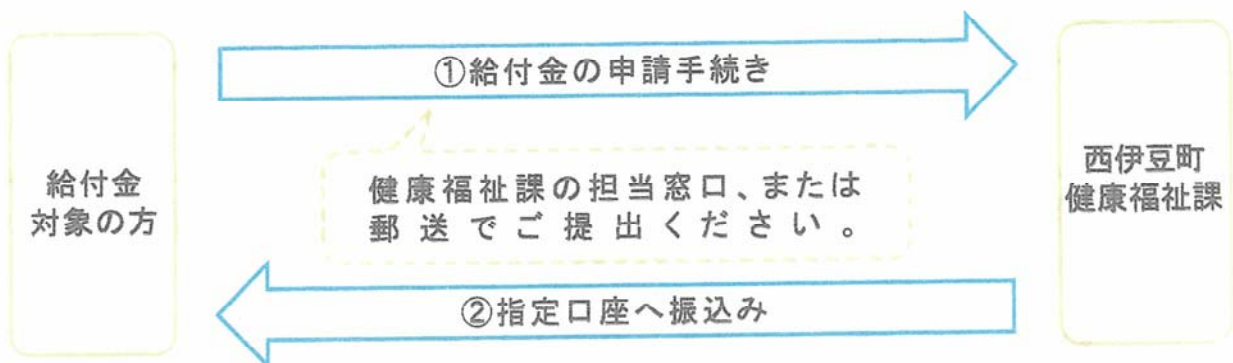 ①給付金の申請手続き
給付金
対象の方
健康福祉課の担当窓口、または
郵送でご提出ください。
西伊豆町
健康福祉課
②指定口座へ振込み